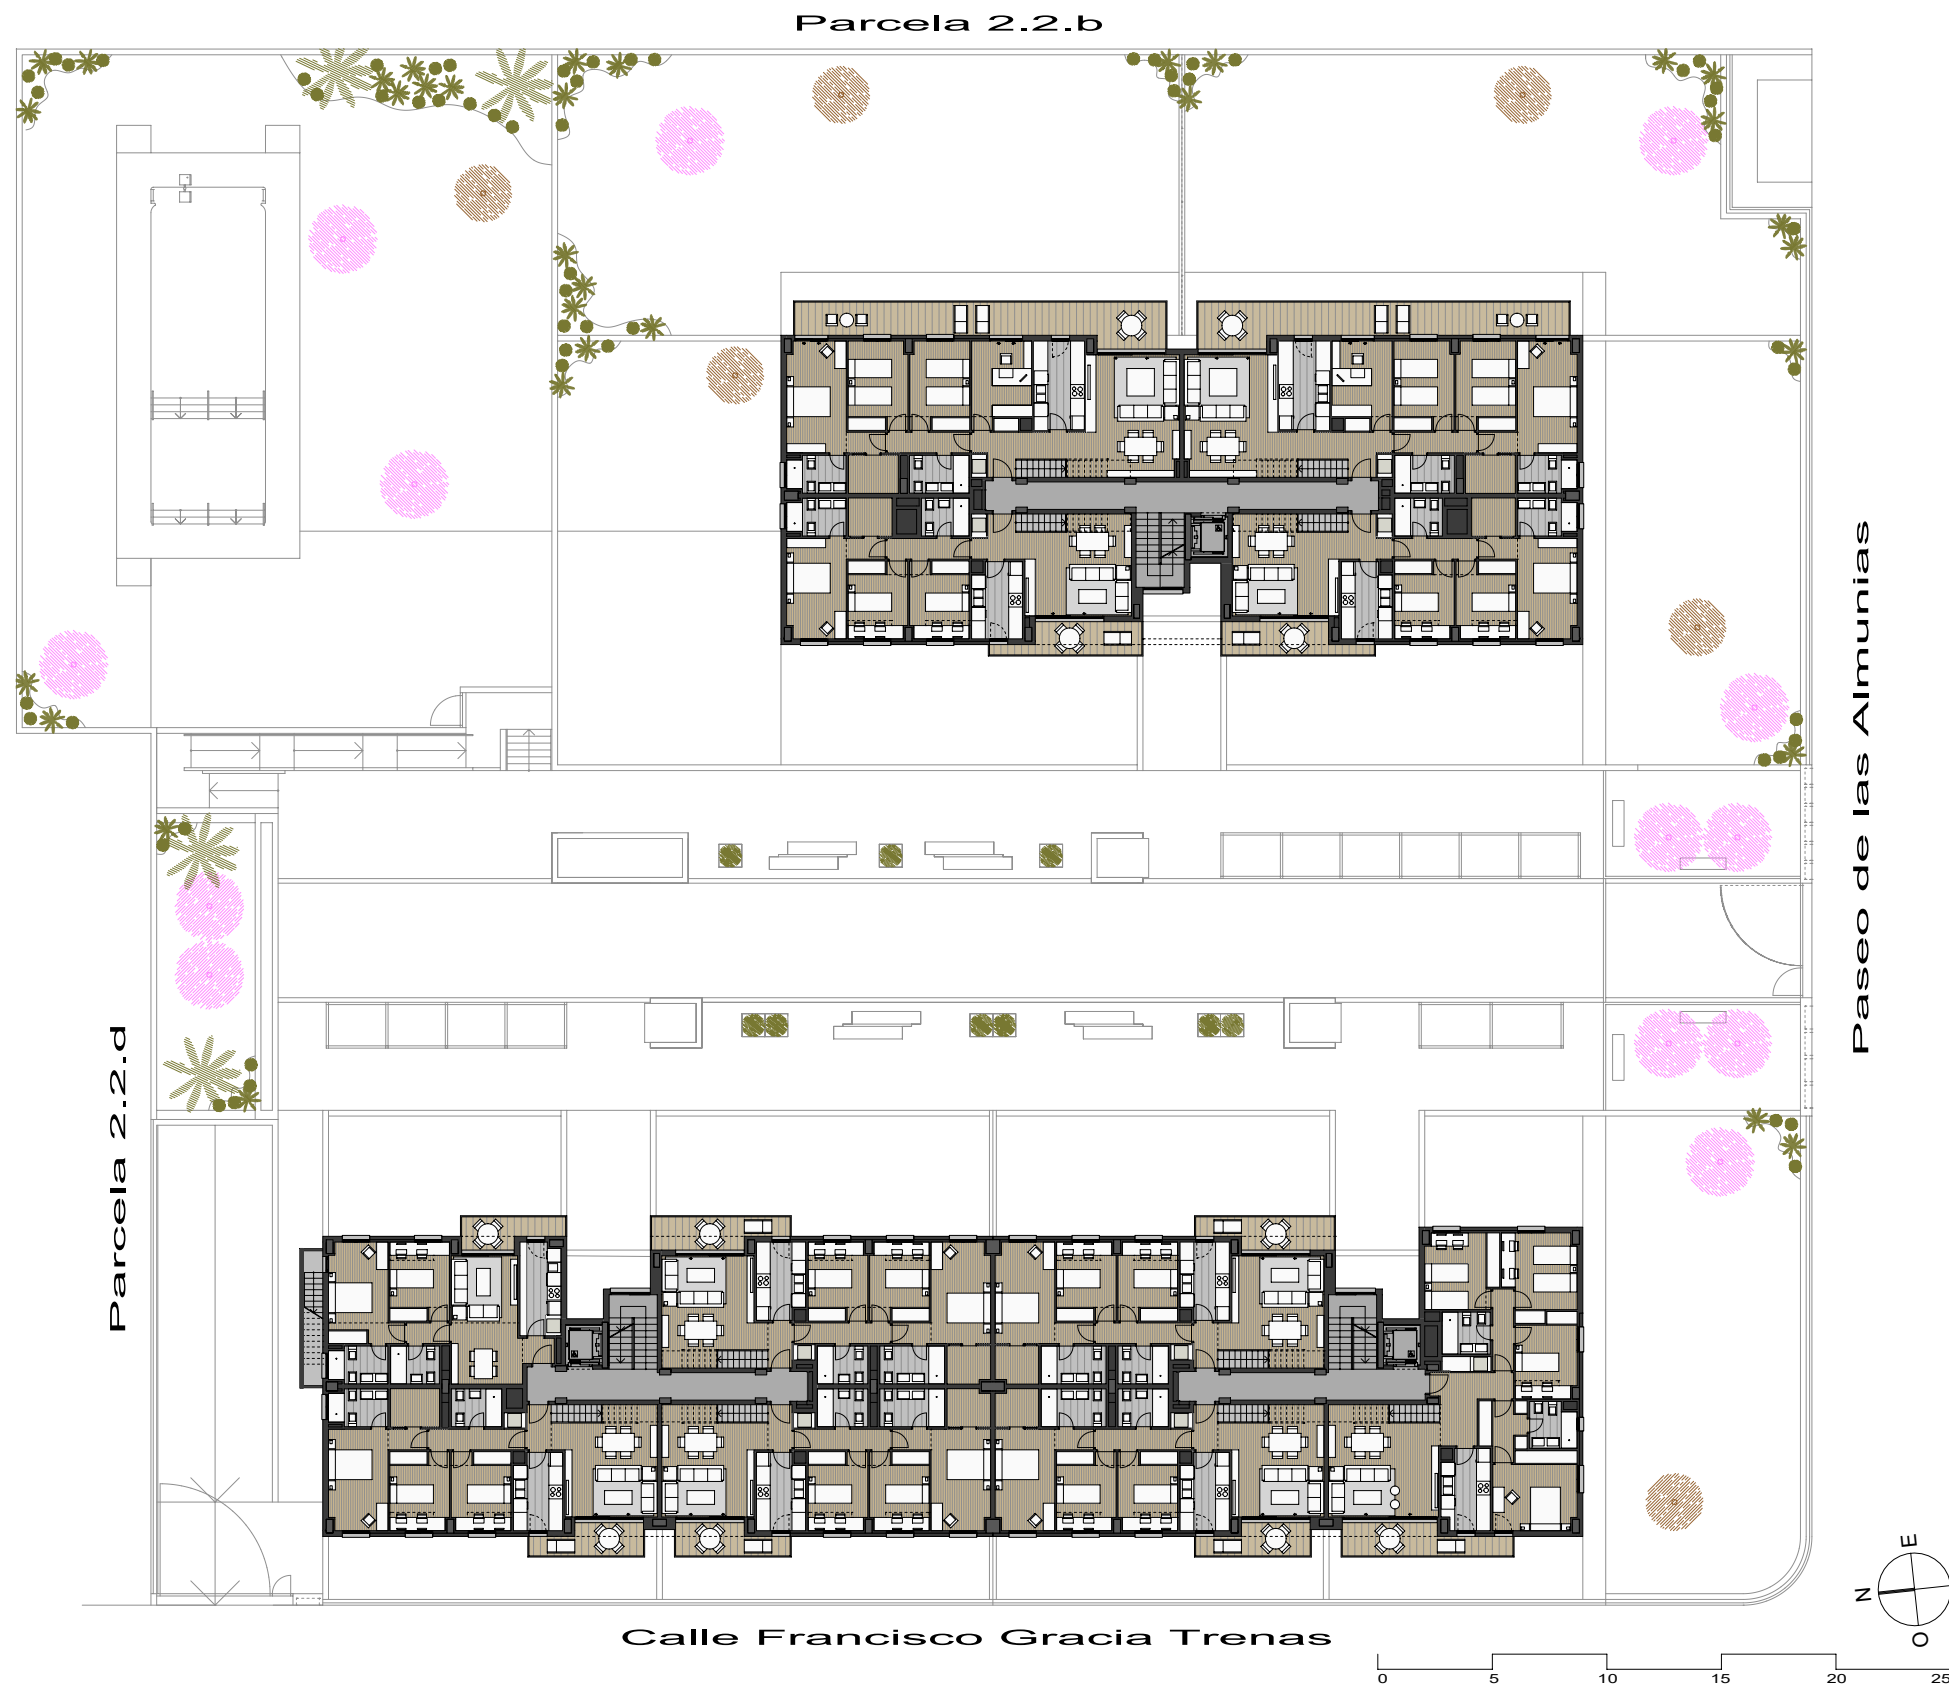 Parcela 2.2.b
Paseo de las Almunias
Parcela 2.2.d
Calle Francisco Gracia Trenas
E
N
O
0 5 10 15 20 25